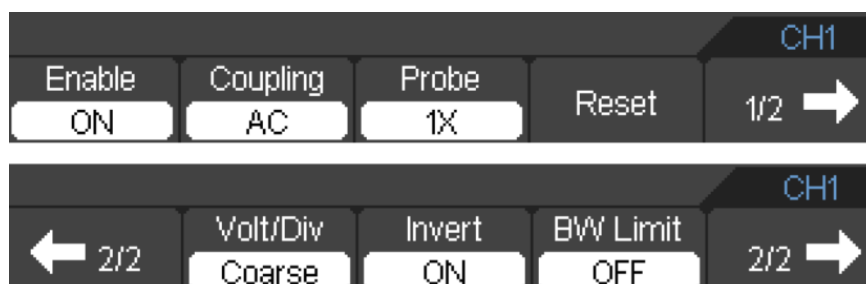 CH1
Enable Coupling Probe Reset 1/2
ON AC 1X
CH1
2/2 Volt/Div Invert BW Limit 2/2
Coarse ON OFF